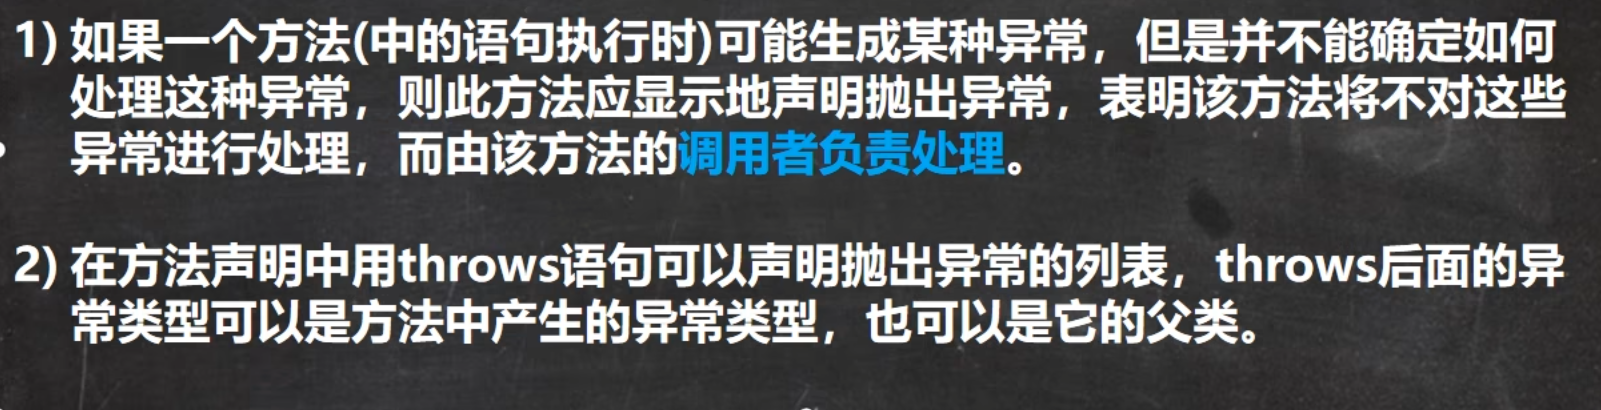 1) 如果一个方法(中的语句执行时)可能生成某种异常，但是并不能确定如何
处理这种异常，则此方法应显示地声明抛出异常，表明该方法将不对这些
异常进行处理，而由该方法的调用者负责处理。
2) 在方法声明中用throws语句可以声明抛出异常的列表，throws后面的异
常类型可以是方法中产生的异常类型，也可以是它的父类。